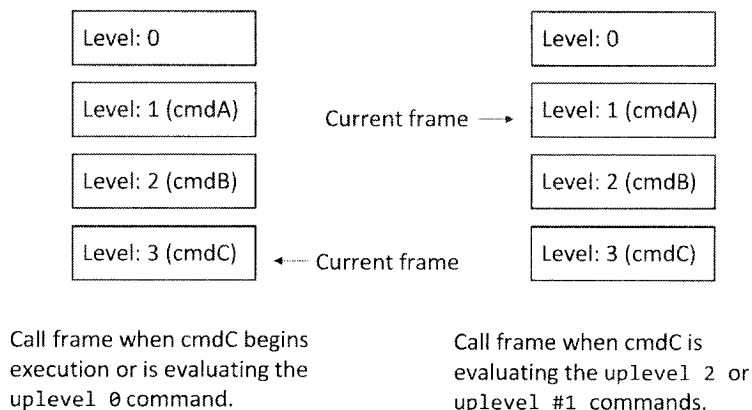 Level: 0
Level: 1 (cmdA)
Level: 2 (cmdB)
Level: 3 (cmdC)
Current frame
Call frame when cmdC begins
execution or is evaluating the
uplevel 0 command.
Level: 0
Current frame
Level: 1 (cmdA)
Level: 2 (cmdB)
Level: 3 (cmdC)
Call frame when cmdC is
evaluating the uplevel 2 or
uplevel #1 commands.